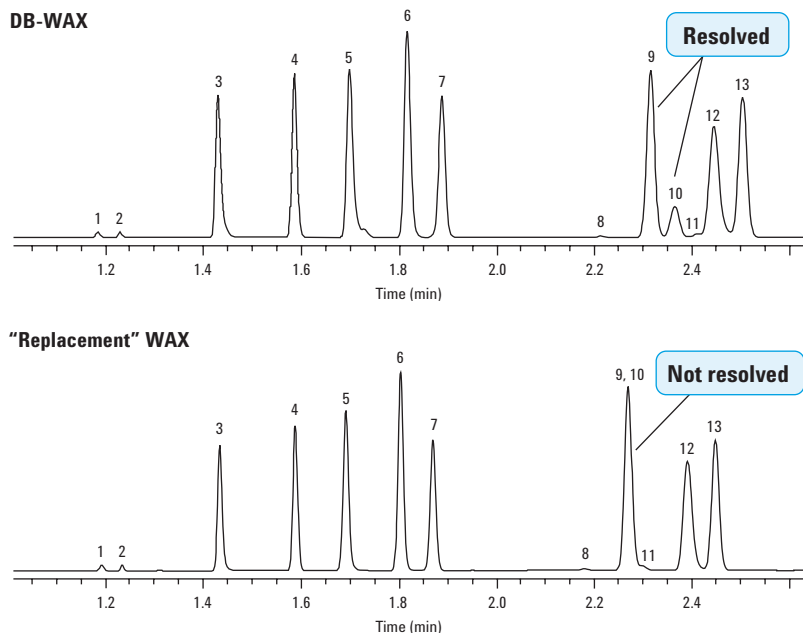 DB-WAX
6
Resolved
5
9
4
13
3
7
12
10
1 2
8
11
1.2 1.4 1.6 1.8 2.0 2.2 2.4
Time (min)
“Replacement” WAX
6
9, 10
Not resolved
5
4
13
3
7
12
1 2
8
11
1.2 1.4 1.6 1.8 2.0 2.2 2.4
Time (min)